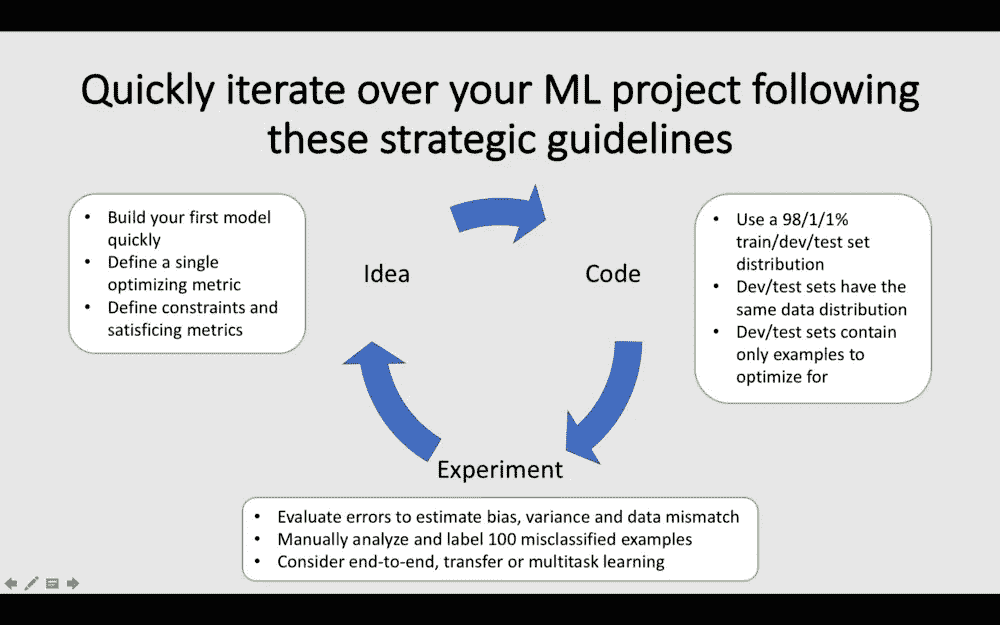 Quickly iterate over your ML project following
these strategic guidelines
• Build your first model
quickly
• Define a single
optimizing metric
• Define constraints and
satisficing metrics
Idea
Code
• Use a 98/1/1%
train/dev/test set
distribution
• Dev/test sets have the
same data distribution
• Dev/test sets contain
only examples to
optimize for
Experiment
• Evaluate errors to estimate bias, variance and data mismatch
• Manually analyze and label 100 misclassified examples
• Consider end-to-end, transfer or multitask learning